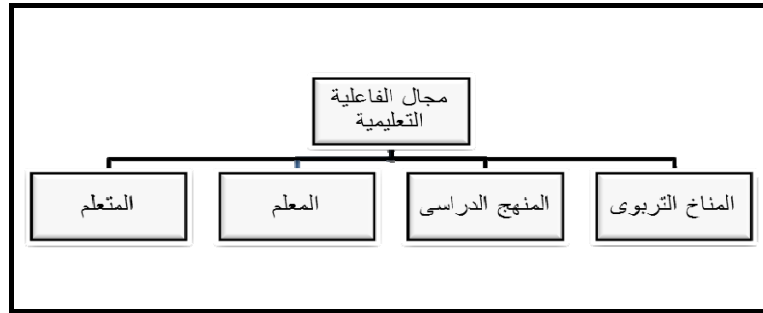 مجال الفاعلية
التعليمية
المناخ التربوى
المنهج الدراسى
المعلم
المتعلم